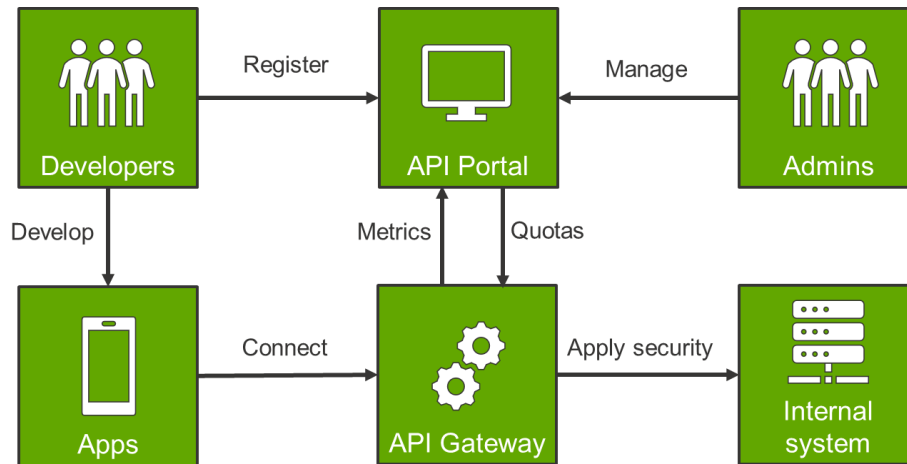 Register
Manage
Developers
API Portal
Admins
Develop
Metrics
Quotas
Connect
Apply security
Apps
API Gateway
Internal
system